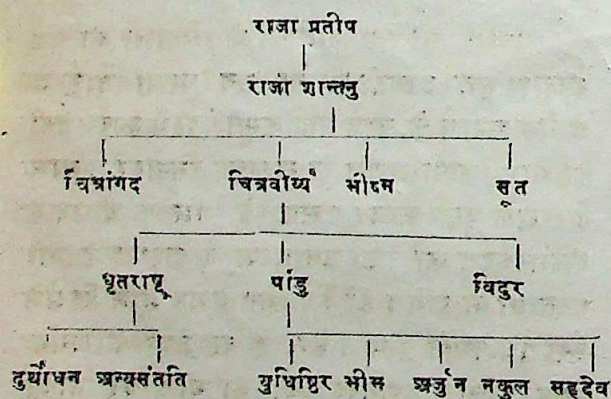 राजा प्रतीप
राजा शान्तनु
चित्रांगद चित्रवीर्य्य भीष्म सूत
धृतराष्ट्र पांडु विदुर
दुर्योधन अन्यसंतति युधिष्ठिर भीम अर्जुन नकुल सहदेव